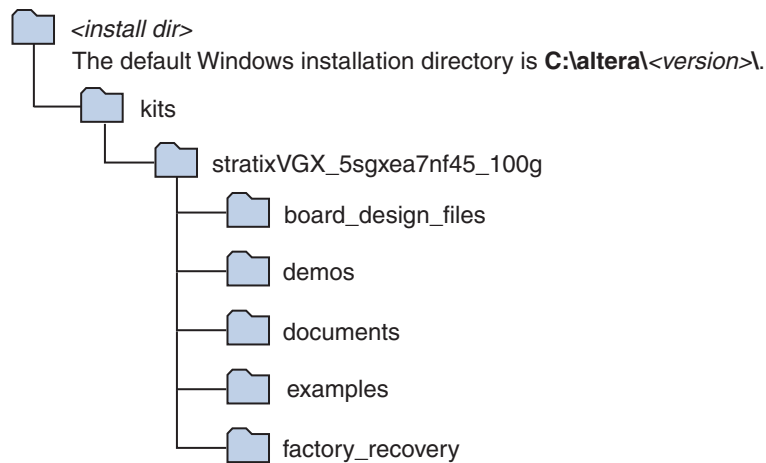 <install dir>
The default Windows installation directory is C:\altera\<version>\.
kits
stratixVGX_5sgxea7nf45_100g
board_design_files
demos
documents
examples
factory_recovery